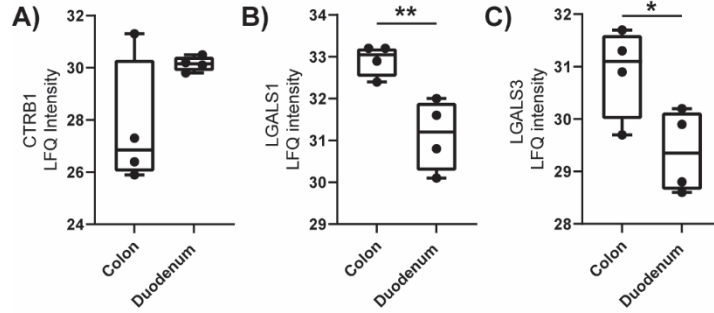 A)
CTRB1
LFQ Intensity
32
30
28
26
24
Colon
Duodenum
B)
LGALS1
LFQ intensity
**
34
33
32
31
30
29
Colon
Duodenum
C)
LGALS3
LFQ intensity
*
32
31
30
29
28
Colon
Duodenum